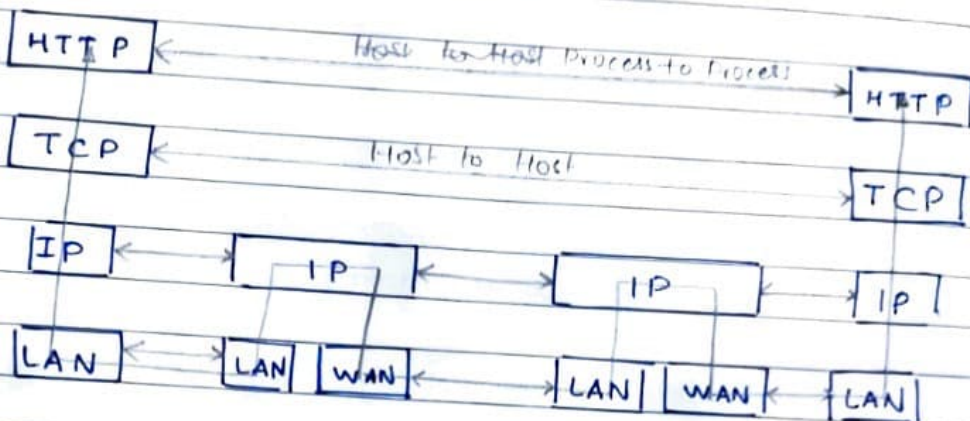 HTTP Host to Host Process to Process HTTP
TCP Host to Host TCP
IP IP IP IP
LAN LAN WAN LAN WAN LAN